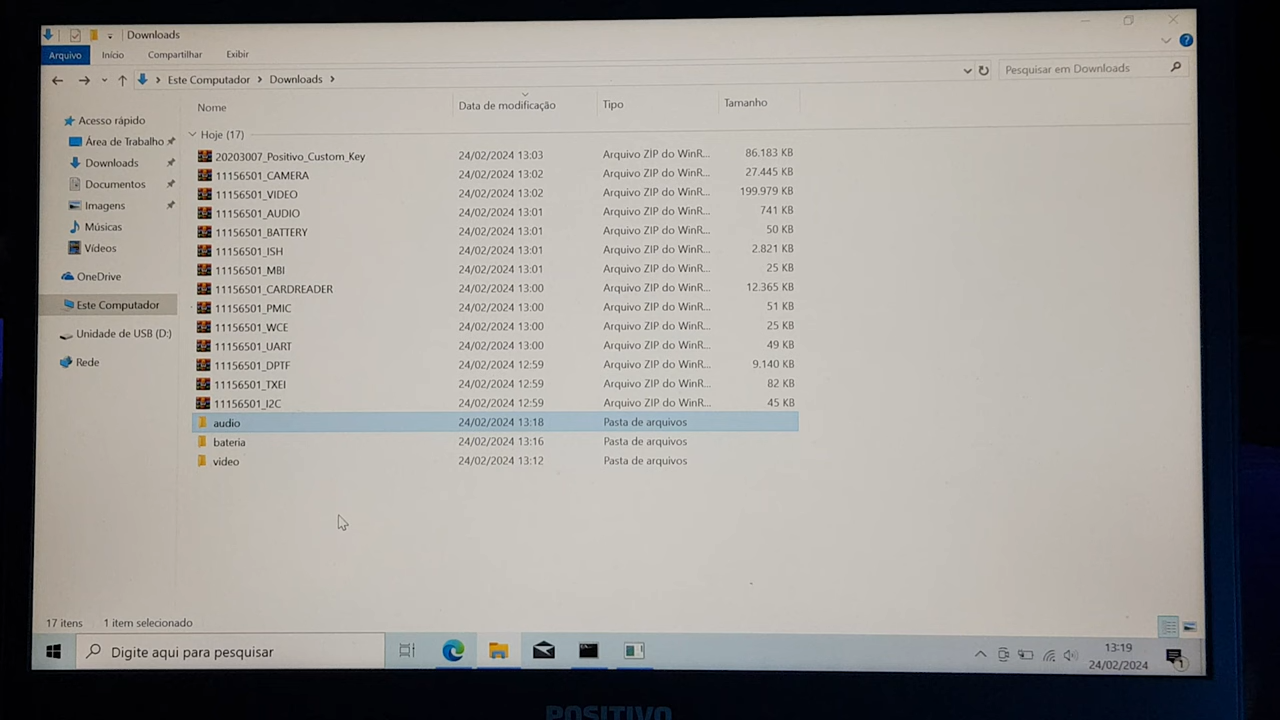 Downloads
Arquivo Início Compartilhar Exibir
Este Computador Downloads
Pesquisar em Downloads
Nome Data de modificação Tipo Tamanho
Acesso rápido
Área de Trabalho
Downloads
Documentos
Imagens
Músicas
Vídeos
OneDrive
Este Computador
Unidade de USB (D:)
Rede
Hoje (17)
20203007_Positivo_Custom_Key 24/02/2024 13:03 Arquivo ZIP do WinR... 86.183 KB
11156501_CAMERA 24/02/2024 13:02 Arquivo ZIP do WinR... 27.445 KB
11156501_VIDEO 24/02/2024 13:02 Arquivo ZIP do WinR... 199.979 KB
11156501_AUDIO 24/02/2024 13:01 Arquivo ZIP do WinR... 741 KB
11156501_BATTERY 24/02/2024 13:01 Arquivo ZIP do WinR... 50 KB
11156501_ISH 24/02/2024 13:01 Arquivo ZIP do WinR... 2.821 KB
11156501_MBI 24/02/2024 13:01 Arquivo ZIP do WinR... 25 KB
11156501_CARDREADER 24/02/2024 13:00 Arquivo ZIP do WinR... 12.365 KB
11156501_PMIC 24/02/2024 13:00 Arquivo ZIP do WinR... 51 KB
11156501_WCE 24/02/2024 13:00 Arquivo ZIP do WinR... 25 KB
11156501_UART 24/02/2024 13:00 Arquivo ZIP do WinR... 49 KB
11156501_DPTF 24/02/2024 12:59 Arquivo ZIP do WinR... 9.140 KB
11156501_TXEI 24/02/2024 12:59 Arquivo ZIP do WinR... 82 KB
11156501_I2C 24/02/2024 12:59 Arquivo ZIP do WinR... 45 KB
audio 24/02/2024 13:18 Pasta de arquivos
bateria 24/02/2024 13:16 Pasta de arquivos
video 24/02/2024 13:12 Pasta de arquivos
17 itens 1 item selecionado
Digite aqui para pesquisar
13:19
24/02/2024
1
POSITIVO